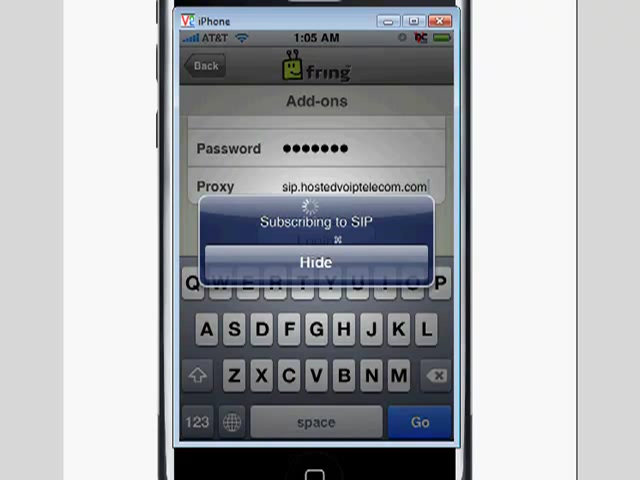 iPhone
AT&T 1:05 AM
Back fring
Add-ons
Password ●●●●●●●
Proxy sip.hostedvoiptelecom.com
Subscribing to SIP
Hide
Q W E R T Y U I O P
A S D F G H J K L
Z X C V B N M
123 space Go